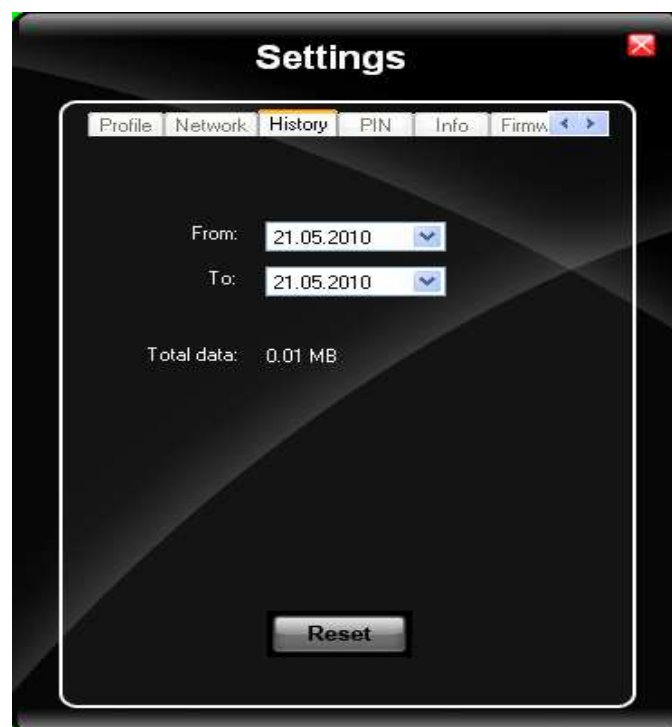 Settings
Profile Network History PIN Info Firmw
From: 21.05.2010
To: 21.05.2010
Total data: 0.01 MB
Reset